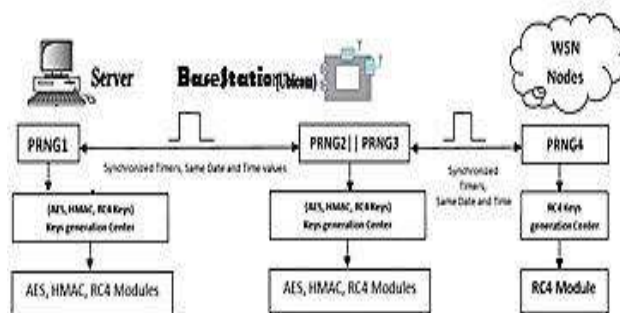 Server
BaseStation(Ubicom)
WSN
Nodes
PRNG1
PRNG2|| PRNG3
PRNG4
Synchronized Timers, Same Date and Time values
Synchronized
Timers,
Same Date and Time
(AES, HMAC, RC4 Keys)
Keys generation Center
(AES, HMAC, RC4 Keys)
Keys generation Center
RC4 Keys
generation Center
AES, HMAC, RC4 Modules
AES, HMAC, RC4 Modules
RC4 Module